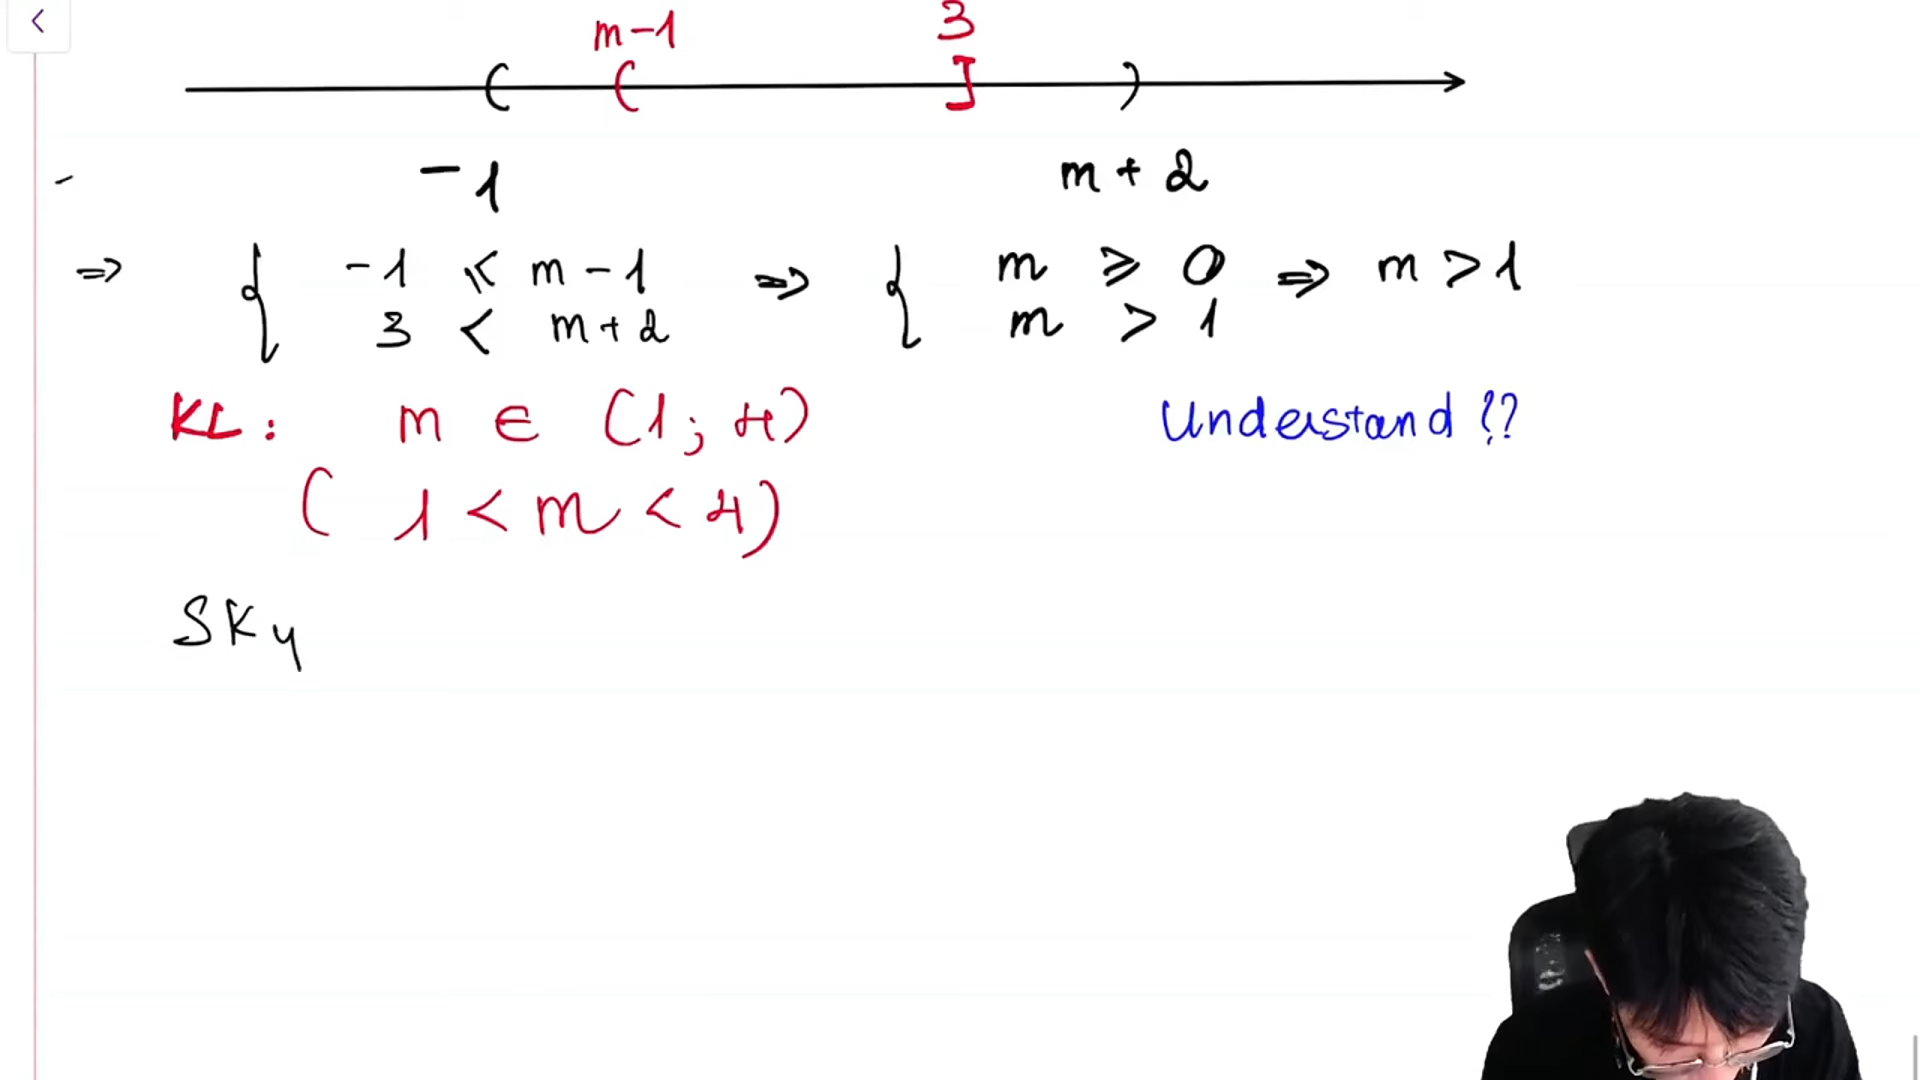 m-1 3
-1 m+2
=> { -1 ≤ m-1 => { m ≥ 0 => m > 1
3 < m+2 m > 1
KL: m ∈ (1; 4) Understand !?
( 1 < m < 4)
SKy